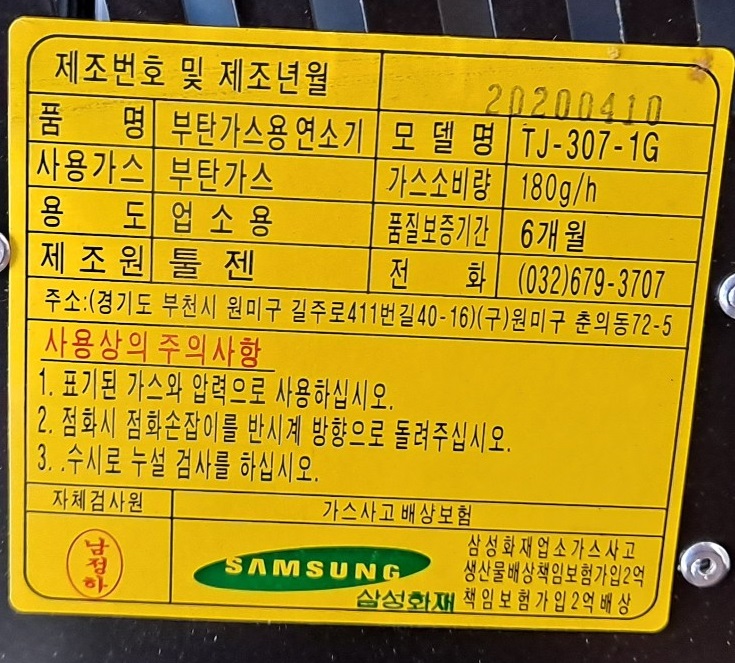 제조번호 및 제조년월 20200410
품 명 부탄가스용연소기 모델명 TJ-307-1G
사용가스 부탄가스 가스소비량 180g/h
용 도 업소용 품질보증기간 6개월
제조원 툴젠 전 화 (032)679-3707
주소:(경기도 부천시 원미구 길주로411번길40-16)(구)원미구 춘의동72-5
사용상의 주의사항
1. 표기된 가스와 압력으로 사용하십시오.
2. 점화시 점화손잡이를 반시계 방향으로 돌려주십시오.
3. .수시로 누설 검사를 하십시오.
자체검사원 가스사고배상보험
남정하
SAMSUNG
삼성화재
삼성화재업소가스사고
생산물배상책임보험가입2억
책임보험가입2억배상